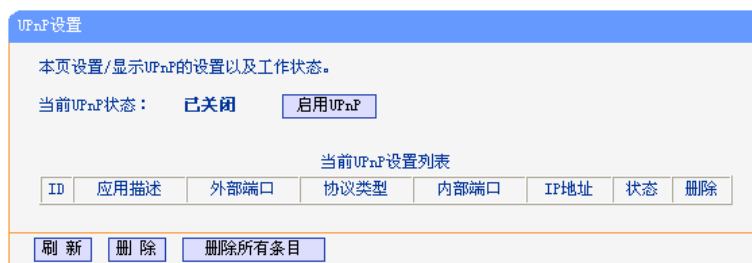 UPnP设置
本页设置/显示UPnP的设置以及工作状态。
当前UPnP状态： 已关闭 启用UPnP
当前UPnP设置列表
ID 应用描述 外部端口 协议类型 内部端口 IP地址 状态 删除
刷 新 删 除 删除所有条目